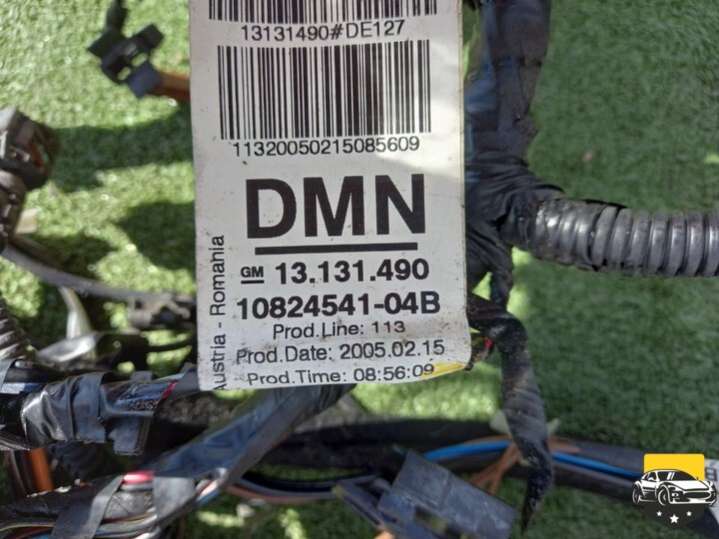 13131490#DE127
11320050215085609
DMN
GM 13.131.490
10824541-04B
Prod.Line: 113
Prod.Date: 2005.02.15
Prod.Time: 08:56:09
Austria - Romania